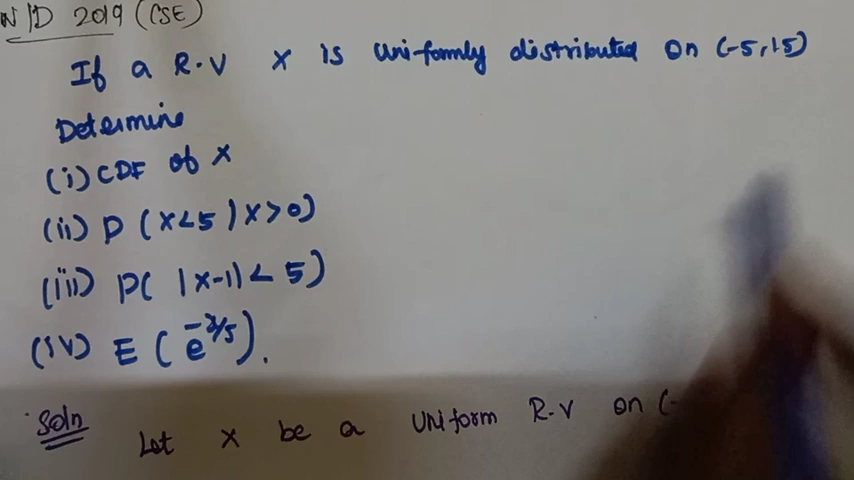 N/D 2019 (CSE)
If a R.V X is uniformly distributed on (-5,15)
Determine
(i) CDF of X
(ii) P(X<5 | X>0)
(iii) P( |X-1| < 5)
(iv) E (e^{-x/5}).
Soln
Let X be a Uniform R.V on (-